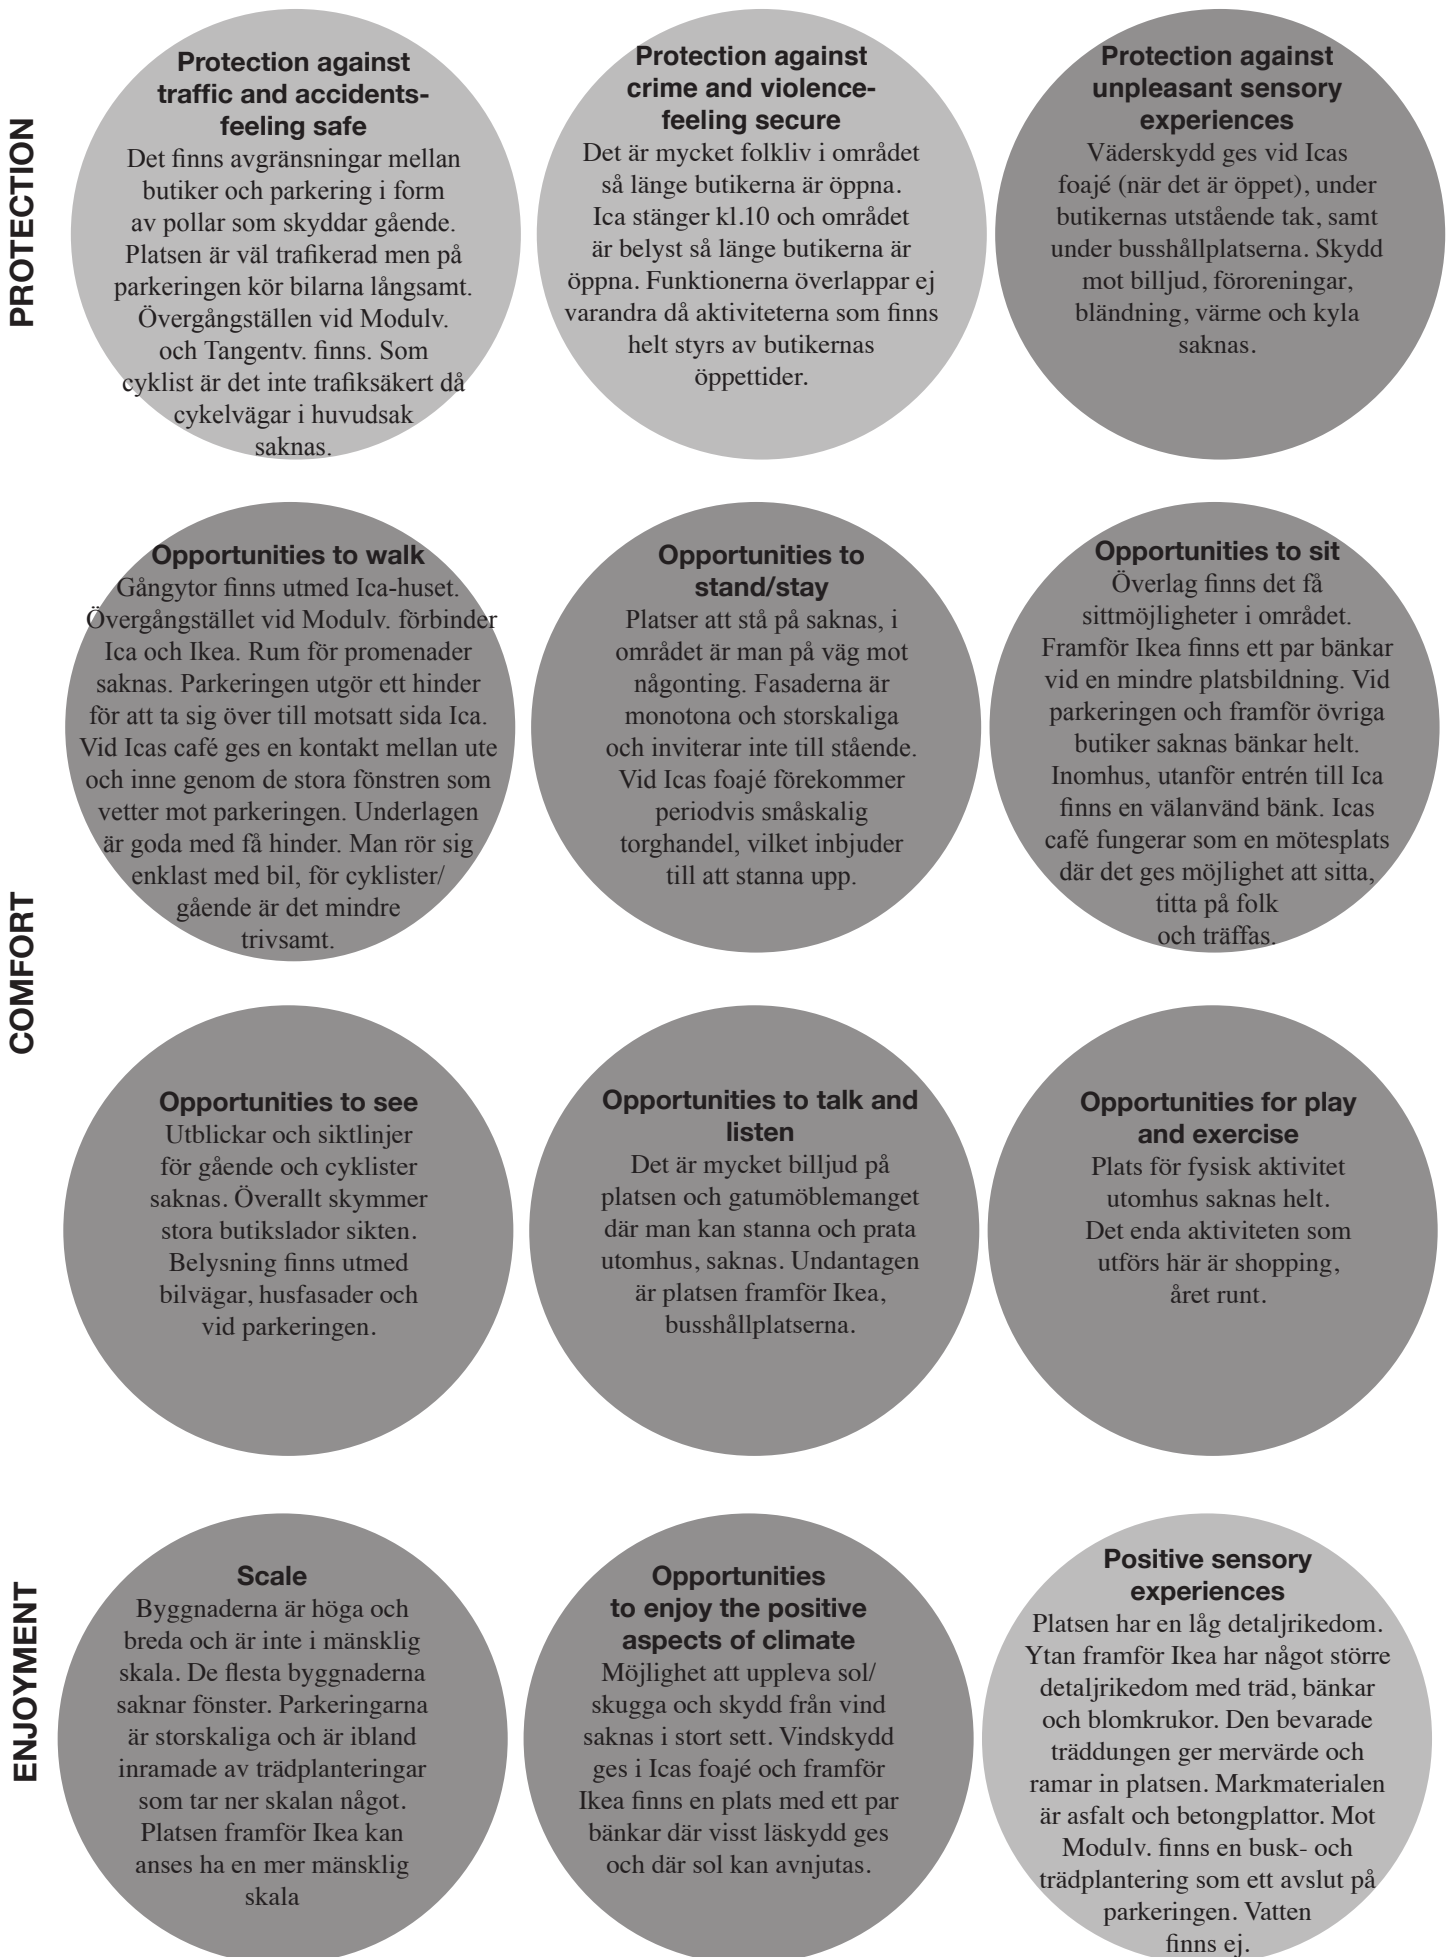 PROTECTION
Protection against
traffic and accidents-
feeling safe
Det finns avgränsningar mellan
butiker och parkering i form
av pollar som skyddar gående.
Platsen är väl trafikerad men på
parkeringen kör bilarna långsamt.
Övergångställen vid Modulv.
och Tangentv. finns. Som
cyklist är det inte trafiksäkert då
cykelvägar i huvudsak
saknas.
Protection against
crime and violence-
feeling secure
Det är mycket folkliv i området
så länge butikerna är öppna.
Ica stänger kl.10 och området
är belyst så länge butikerna är
öppna. Funktionerna överlappar ej
varandra då aktiviteterna som finns
helt styrs av butikernas
öppettider.
Protection against
unpleasant sensory
experiences
Väderskydd ges vid Icas
foajé (när det är öppet), under
butikernas utstående tak, samt
under busshållplatserna. Skydd
mot billjud, föroreningar,
bländning, värme och kyla
saknas.
COMFORT
Opportunities to walk
Gångytor finns utmed Ica-huset.
Övergångstället vid Modulv. förbinder
Ica och Ikea. Rum för promenader
saknas. Parkeringen utgör ett hinder
för att ta sig över till motsatt sida Ica.
Vid Icas café ges en kontakt mellan ute
och inne genom de stora fönstren som
vetter mot parkeringen. Underlagen
är goda med få hinder. Man rör sig
enklast med bil, för cyklister/
gående är det mindre
trivsamt.
Opportunities to
stand/stay
Platser att stå på saknas, i
området är man på väg mot
någonting. Fasaderna är
monotona och storskaliga
och inviterar inte till stående.
Vid Icas foajé förekommer
periodvis småskalig
torghandel, vilket inbjuder
till att stanna upp.
Opportunities to sit
Överlag finns det få
sittmöjligheter i området.
Framför Ikea finns ett par bänkar
vid en mindre platsbildning. Vid
parkeringen och framför övriga
butiker saknas bänkar helt.
Inomhus, utanför entrén till Ica
finns en välanvänd bänk. Icas
café fungerar som en mötesplats
där det ges möjlighet att sitta,
titta på folk
och träffas.
Opportunities to see
Utblickar och siktlinjer
för gående och cyklister
saknas. Överallt skymmer
stora butikslador sikten.
Belysning finns utmed
bilvägar, husfasader och
vid parkeringen.
Opportunities to talk and
listen
Det är mycket billjud på
platsen och gatumöblemanget
där man kan stanna och prata
utomhus, saknas. Undantagen
är platsen framför Ikea,
busshållplatserna.
Opportunities for play
and exercise
Plats för fysisk aktivitet
utomhus saknas helt.
Det enda aktiviteten som
utförs här är shopping,
året runt.
ENJOYMENT
Scale
Byggnaderna är höga och
breda och är inte i mänsklig
skala. De flesta byggnaderna
saknar fönster. Parkeringarna
är storskaliga och är ibland
inramade av trädplanteringar
som tar ner skalan något.
Platsen framför Ikea kan
anses ha en mer mänsklig
skala
Opportunities
to enjoy the positive
aspects of climate
Möjlighet att uppleva sol/
skugga och skydd från vind
saknas i stort sett. Vindskydd
ges i Icas foajé och framför
Ikea finns en plats med ett par
bänkar där visst läskydd ges
och där sol kan avnjutas.
Positive sensory
experiences
Platsen har en låg detaljrikedom.
Ytan framför Ikea har något större
detaljrikedom med träd, bänkar
och blomkrukor. Den bevarade
träddungen ger mervärde och
ramar in platsen. Markmaterialen
är asfalt och betongplattor. Mot
Modulv. finns en busk- och
trädplantering som ett avslut på
parkeringen. Vatten
finns ej.